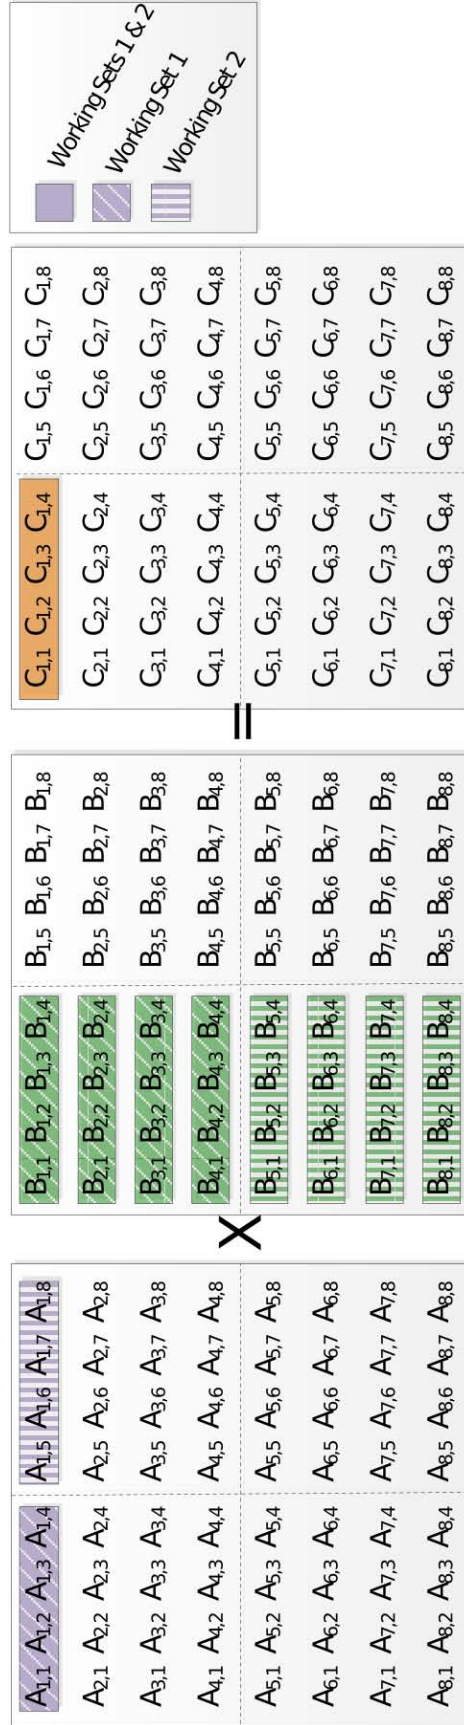 A1,1 A1,2 A1,3 A1,4 A1,5 A1,6 A1,7 A1,8
A2,1 A2,2 A2,3 A2,4 A2,5 A2,6 A2,7 A2,8
A3,1 A3,2 A3,3 A3,4 A3,5 A3,6 A3,7 A3,8
A4,1 A4,2 A4,3 A4,4 A4,5 A4,6 A4,7 A4,8
A5,1 A5,2 A5,3 A5,4 A5,5 A5,6 A5,7 A5,8
A6,1 A6,2 A6,3 A6,4 A6,5 A6,6 A6,7 A6,8
A7,1 A7,2 A7,3 A7,4 A7,5 A7,6 A7,7 A7,8
A8,1 A8,2 A8,3 A8,4 A8,5 A8,6 A8,7 A8,8
X
B1,1 B1,2 B1,3 B1,4 B1,5 B1,6 B1,7 B1,8
B2,1 B2,2 B2,3 B2,4 B2,5 B2,6 B2,7 B2,8
B3,1 B3,2 B3,3 B3,4 B3,5 B3,6 B3,7 B3,8
B4,1 B4,2 B4,3 B4,4 B4,5 B4,6 B4,7 B4,8
B5,1 B5,2 B5,3 B5,4 B5,5 B5,6 B5,7 B5,8
B6,1 B6,2 B6,3 B6,4 B6,5 B6,6 B6,7 B6,8
B7,1 B7,2 B7,3 B7,4 B7,5 B7,6 B7,7 B7,8
B8,1 B8,2 B8,3 B8,4 B8,5 B8,6 B8,7 B8,8
=
C1,1 C1,2 C1,3 C1,4 C1,5 C1,6 C1,7 C1,8
C2,1 C2,2 C2,3 C2,4 C2,5 C2,6 C2,7 C2,8
C3,1 C3,2 C3,3 C3,4 C3,5 C3,6 C3,7 C3,8
C4,1 C4,2 C4,3 C4,4 C4,5 C4,6 C4,7 C4,8
C5,1 C5,2 C5,3 C5,4 C5,5 C5,6 C5,7 C5,8
C6,1 C6,2 C6,3 C6,4 C6,5 C6,6 C6,7 C6,8
C7,1 C7,2 C7,3 C7,4 C7,5 C7,6 C7,7 C7,8
C8,1 C8,2 C8,3 C8,4 C8,5 C8,6 C8,7 C8,8
Working Sets 1 & 2
Working Set 1
Working Set 2